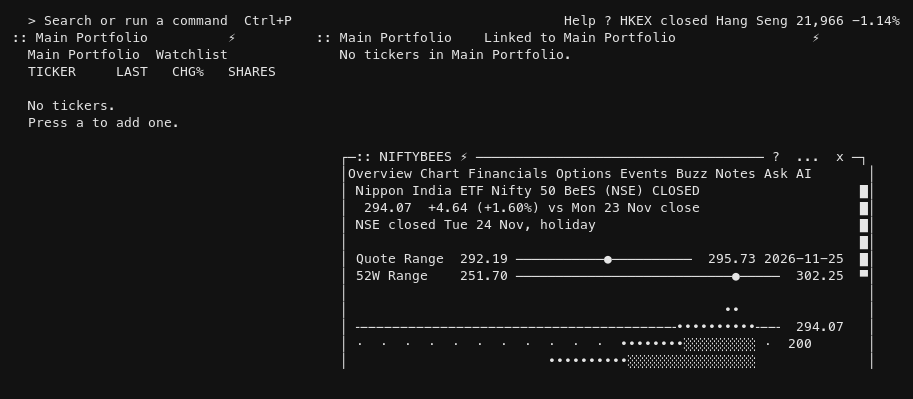 > Search or run a command  Ctrl+P                                  Help ? HKEX closed Hang Seng 21,966 −1.14%
:: Main Portfolio          ⚡          :: Main Portfolio    Linked to Main Portfolio                 ⚡
Main Portfolio  Watchlist              No tickers in Main Portfolio.
TICKER     LAST   CHG%   SHARES
No tickers.
Press a to add one.
:: NIFTYBEES ⚡ ? ... x
Overview Chart Financials Options Events Buzz Notes Ask AI
Nippon India ETF Nifty 50 BeES (NSE) CLOSED
294.07  +4.64 (+1.60%) vs Mon 23 Nov close
NSE closed Tue 24 Nov, holiday
Quote Range  292.19 295.73 2026−11−25
52W Range    251.70 302.25
294.07
200